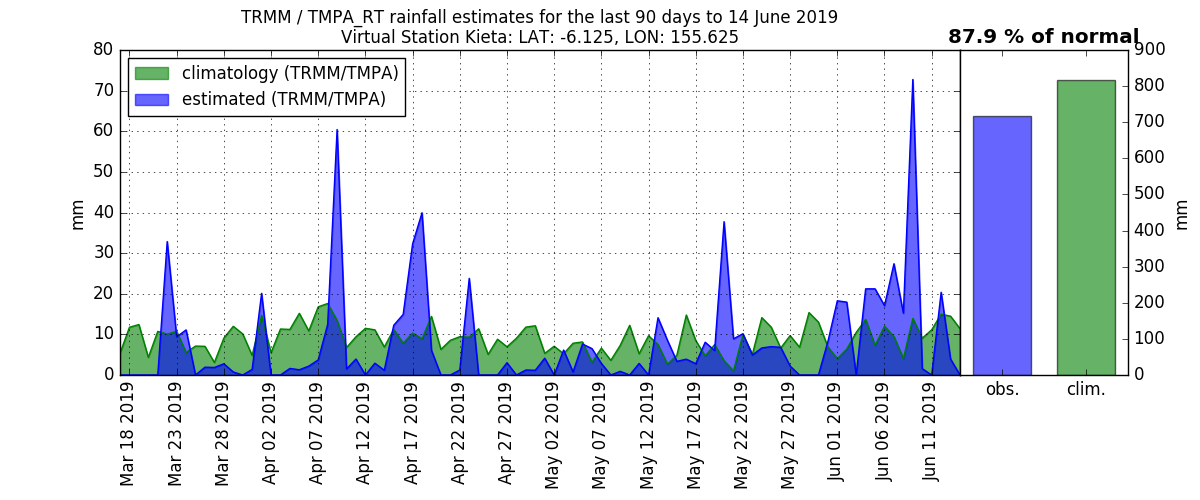 TRMM / TMPA_RT rainfall estimates for the last 90 days to 14 June 2019
Virtual Station Kieta: LAT: -6.125, LON: 155.625
87.9 % of normal
climatology (TRMM/TMPA)
estimated (TRMM/TMPA)
80
70
60
50
40
30
20
10
0
mm
Mar 18 2019
Mar 23 2019
Mar 28 2019
Apr 02 2019
Apr 07 2019
Apr 12 2019
Apr 17 2019
Apr 22 2019
Apr 27 2019
May 02 2019
May 07 2019
May 12 2019
May 17 2019
May 22 2019
May 27 2019
Jun 01 2019
Jun 06 2019
Jun 11 2019
obs.
clim.
900
800
700
600
500
400
300
200
100
0
mm